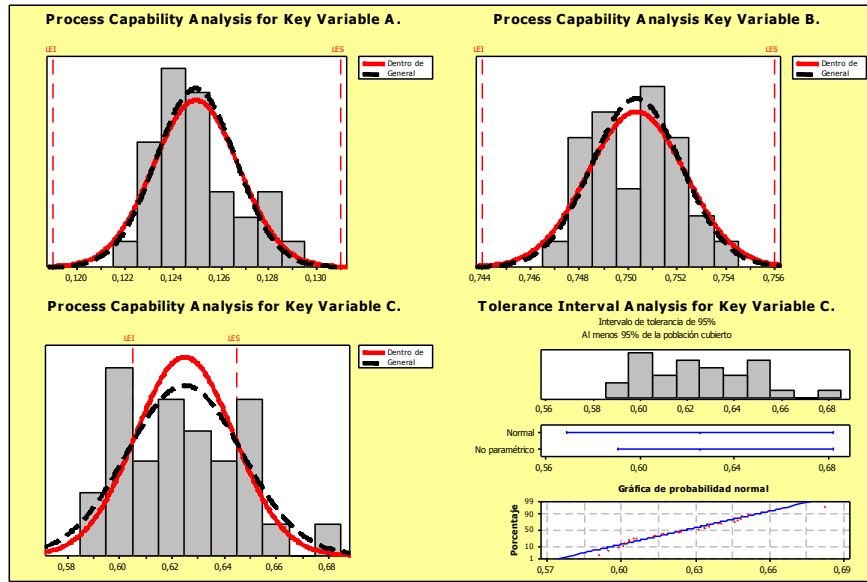 Process Capability Analysis for Key Variable A.
LEI
LES
Dentro de
General
0,120 0,122 0,124 0,126 0,128 0,130
Process Capability Analysis Key Variable B.
LEI
LES
Dentro de
General
0,744 0,746 0,748 0,750 0,752 0,754 0,756
Process Capability Analysis for Key Variable C.
LEI
LES
Dentro de
General
0,58 0,60 0,62 0,64 0,66 0,68
Tolerance Interval Analysis for Key Variable C.
Intervalo de tolerancia de 95%
Al menos 95% de la población cubierto
0,56 0,58 0,60 0,62 0,64 0,66 0,68
Normal
No paramétrico
0,56 0,60 0,64 0,68
Gráfica de probabilidad normal
Porcentaje
99
90
50
10
1
0,57 0,60 0,63 0,66 0,69